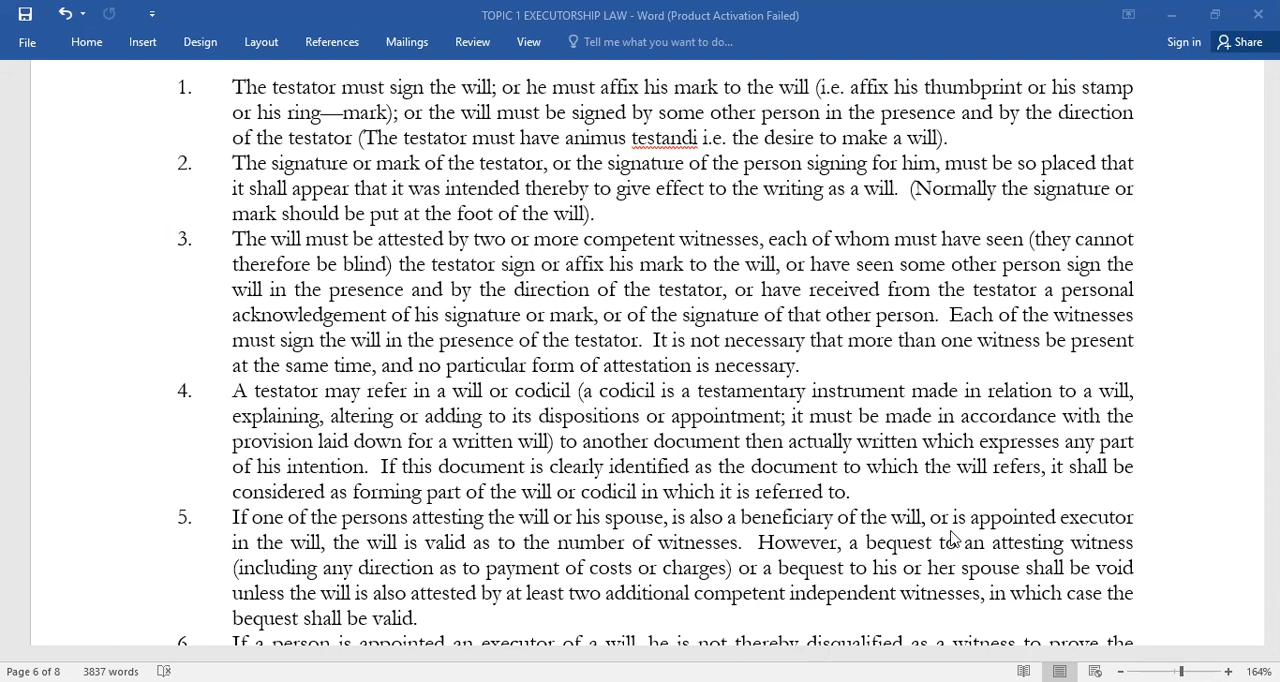 TOPIC 1 EXECUTORSHIP LAW - Word (Product Activation Failed)
File Home Insert Design Layout References Mailings Review View Tell me what you want to do... Sign in Share
1. The testator must sign the will; or he must affix his mark to the will (i.e. affix his thumbprint or his stamp
or his ring—mark); or the will must be signed by some other person in the presence and by the direction
of the testator (The testator must have animus testandi i.e. the desire to make a will).
2. The signature or mark of the testator, or the signature of the person signing for him, must be so placed that
it shall appear that it was intended thereby to give effect to the writing as a will. (Normally the signature or
mark should be put at the foot of the will).
3. The will must be attested by two or more competent witnesses, each of whom must have seen (they cannot
therefore be blind) the testator sign or affix his mark to the will, or have seen some other person sign the
will in the presence and by the direction of the testator, or have received from the testator a personal
acknowledgement of his signature or mark, or of the signature of that other person. Each of the witnesses
must sign the will in the presence of the testator. It is not necessary that more than one witness be present
at the same time, and no particular form of attestation is necessary.
4. A testator may refer in a will or codicil (a codicil is a testamentary instrument made in relation to a will,
explaining, altering or adding to its dispositions or appointment; it must be made in accordance with the
provision laid down for a written will) to another document then actually written which expresses any part
of his intention. If this document is clearly identified as the document to which the will refers, it shall be
considered as forming part of the will or codicil in which it is referred to.
5. If one of the persons attesting the will or his spouse, is also a beneficiary of the will, or is appointed executor
in the will, the will is valid as to the number of witnesses. However, a bequest to an attesting witness
(including any direction as to payment of costs or charges) or a bequest to his or her spouse shall be void
unless the will is also attested by at least two additional competent independent witnesses, in which case the
bequest shall be valid.
6. If a person is appointed an executor of a will, he is not thereby disqualified as a witness to prove the
Page 6 of 8 3837 words 164%